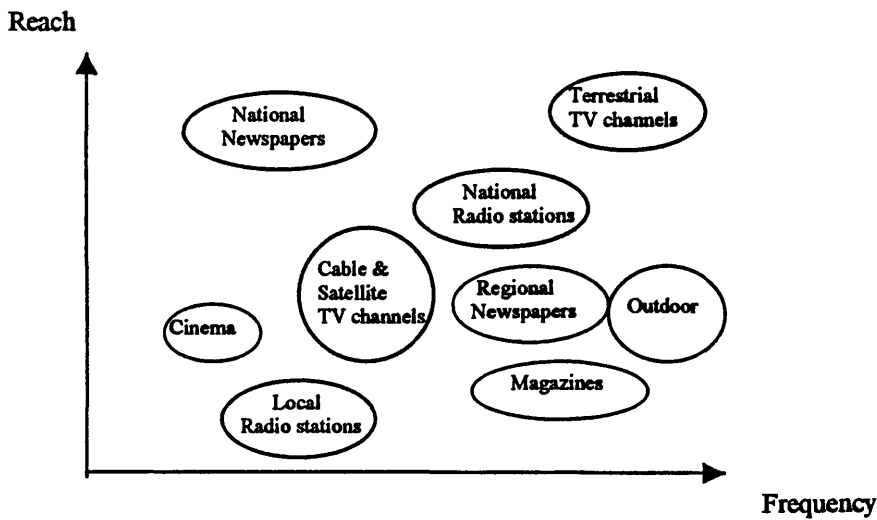 Reach
Terrestrial
TV channels
National
Newspapers
National
Radio stations
Cable &
Satellite
TV channels
Regional
Newspapers
Outdoor
Cinema
Magazines
Local
Radio stations
Frequency